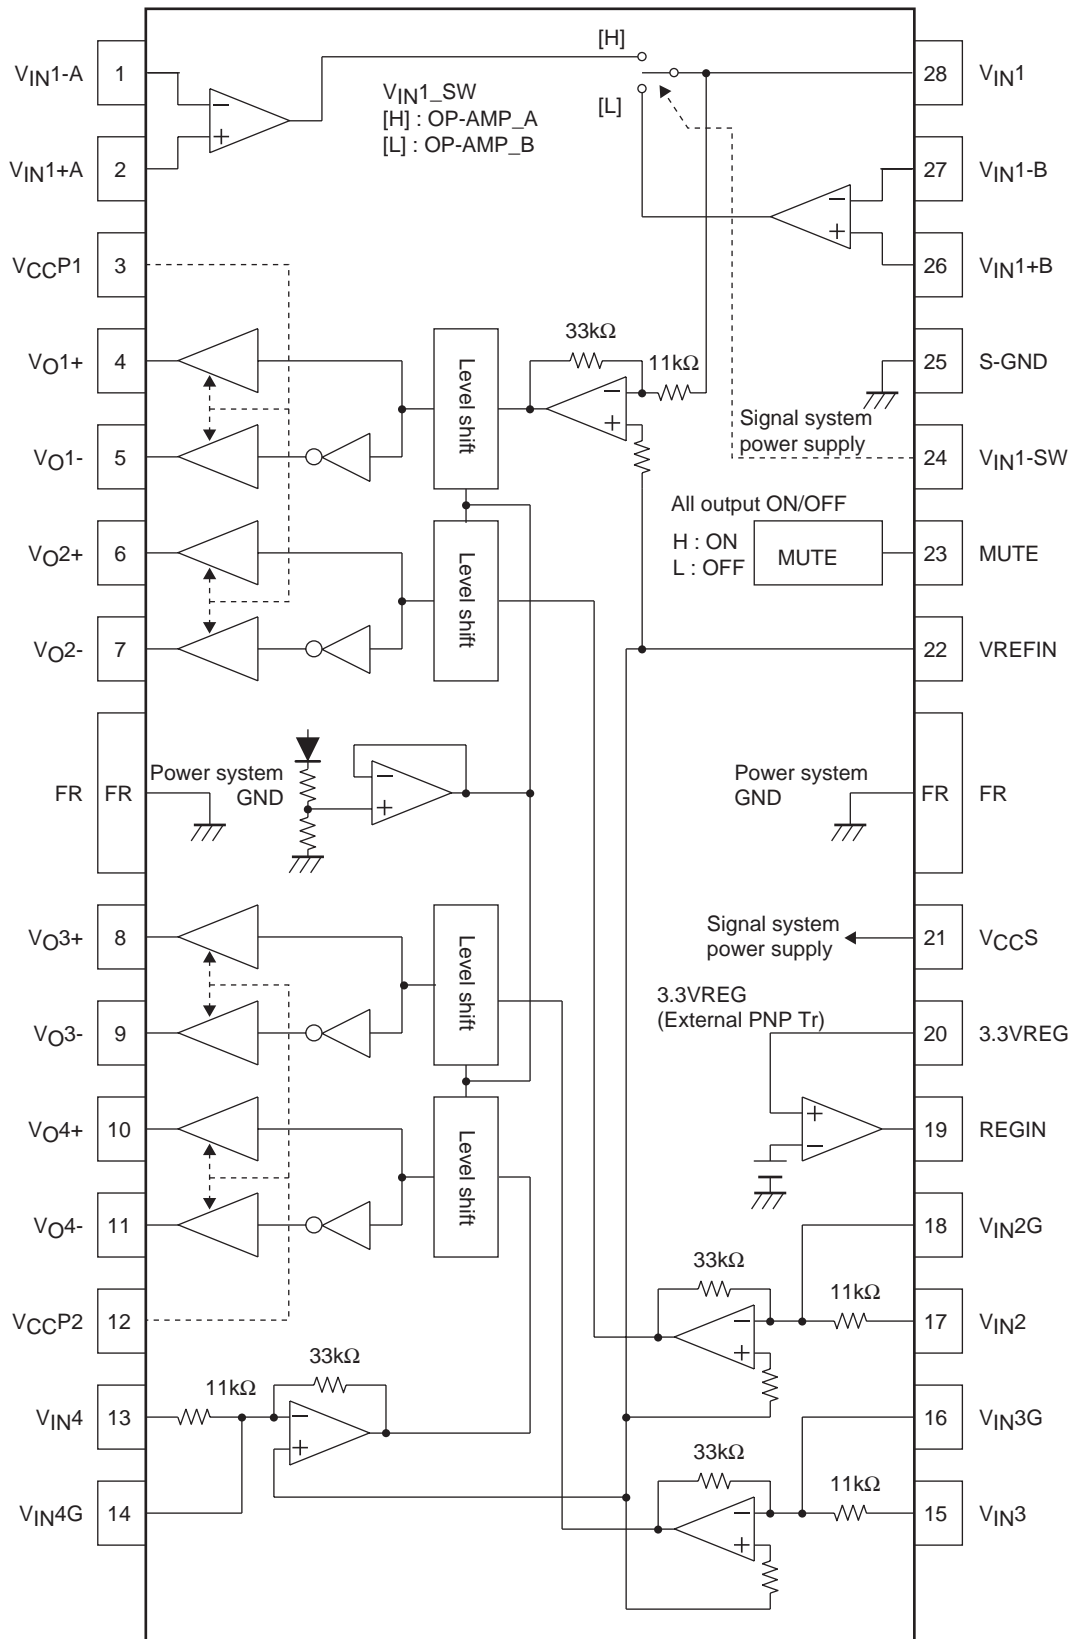 [H]
VIN1-A 1
28 VIN1
VIN1_SW
[H] : OP-AMP_A
[L] : OP-AMP_B
[L]
−
+
VIN1+A 2
27 VIN1-B
−
+
VCCP1 3
26 VIN1+B
33kΩ
11kΩ
VO1+ 4
Level shift
−
+
25 S-GND
Signal system
power supply
VO1- 5
24 VIN1-SW
All output ON/OFF
H : ON
L : OFF
MUTE
VO2+ 6
Level shift
23 MUTE
VO2- 7
22 VREFIN
Power system
GND
FR FR
−
+
Power system
GND
FR FR
VO3+ 8
Level shift
Signal system
power supply
21 VCCS
3.3VREG
(External PNP Tr)
VO3- 9
20 3.3VREG
VO4+ 10
Level shift
+
−
19 REGIN
VO4- 11
18 VIN2G
33kΩ
11kΩ
VCCP2 12
−
+
17 VIN2
33kΩ
11kΩ
VIN4 13
−
+
16 VIN3G
33kΩ
11kΩ
VIN4G 14
−
+
15 VIN3